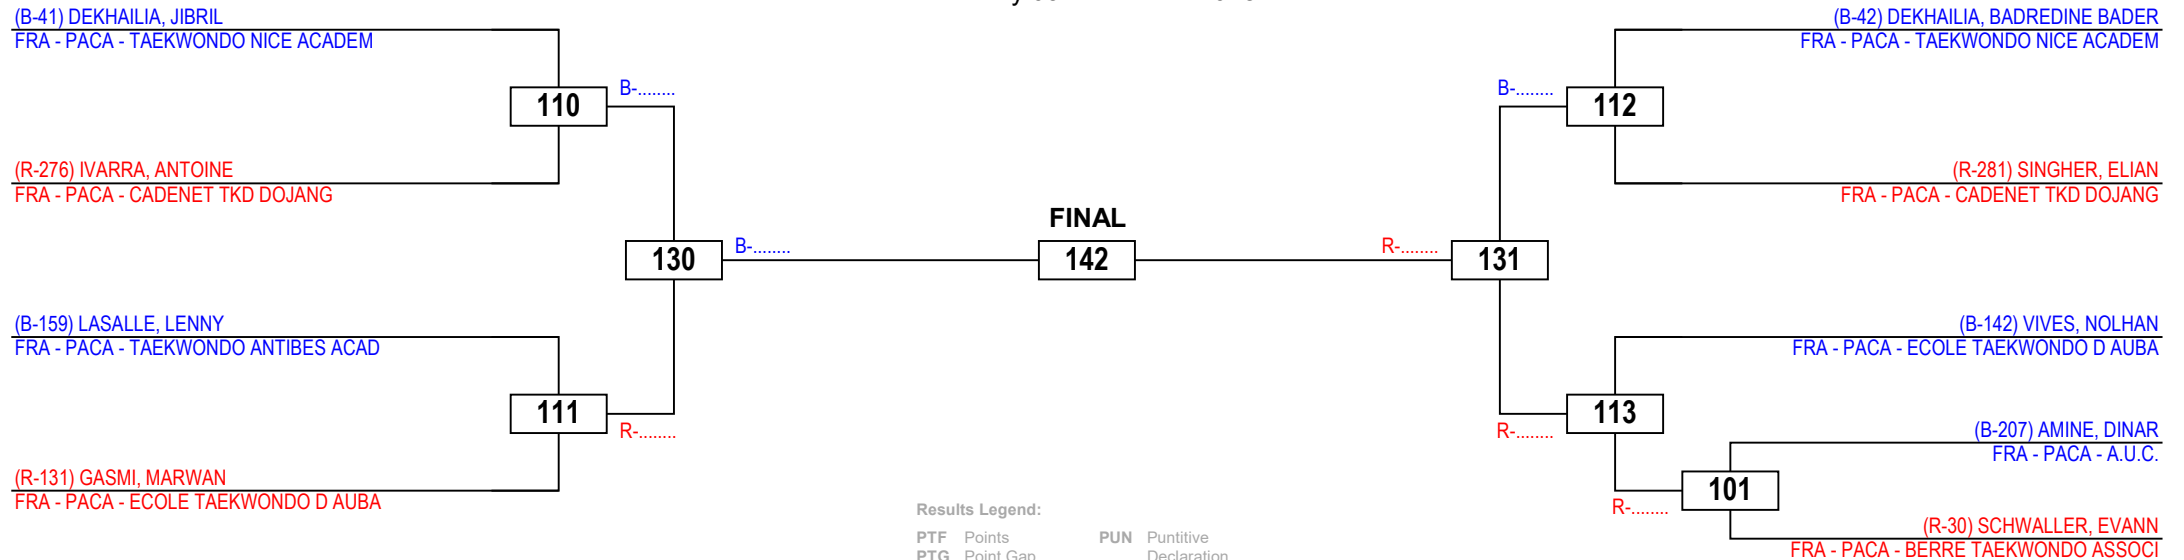 (B-41) DEKHAILIA, JIBRIL
FRA - PACA - TAEKWONDO NICE ACADEM
110
B-........
(R-276) IVARRA, ANTOINE
FRA - PACA - CADENET TKD DOJANG
130
B-........
(B-159) LASALLE, LENNY
FRA - PACA - TAEKWONDO ANTIBES ACAD
111
R-........
(R-131) GASMI, MARWAN
FRA - PACA - ECOLE TAEKWONDO D AUBA
FINAL
142
(B-42) DEKHAILIA, BADREDINE BADER
FRA - PACA - TAEKWONDO NICE ACADEM
B-........
112
(R-281) SINGHER, ELIAN
FRA - PACA - CADENET TKD DOJANG
R-........
131
(B-142) VIVES, NOLHAN
FRA - PACA - ECOLE TAEKWONDO D AUBA
R-........
113
(B-207) AMINE, DINAR
FRA - PACA - A.U.C.
R-........
101
(R-30) SCHWALLER, EVANN
FRA - PACA - BERRE TAEKWONDO ASSOCI
Results Legend:
PTF Points PUN Puntitive
PTG Point Gap Declaration